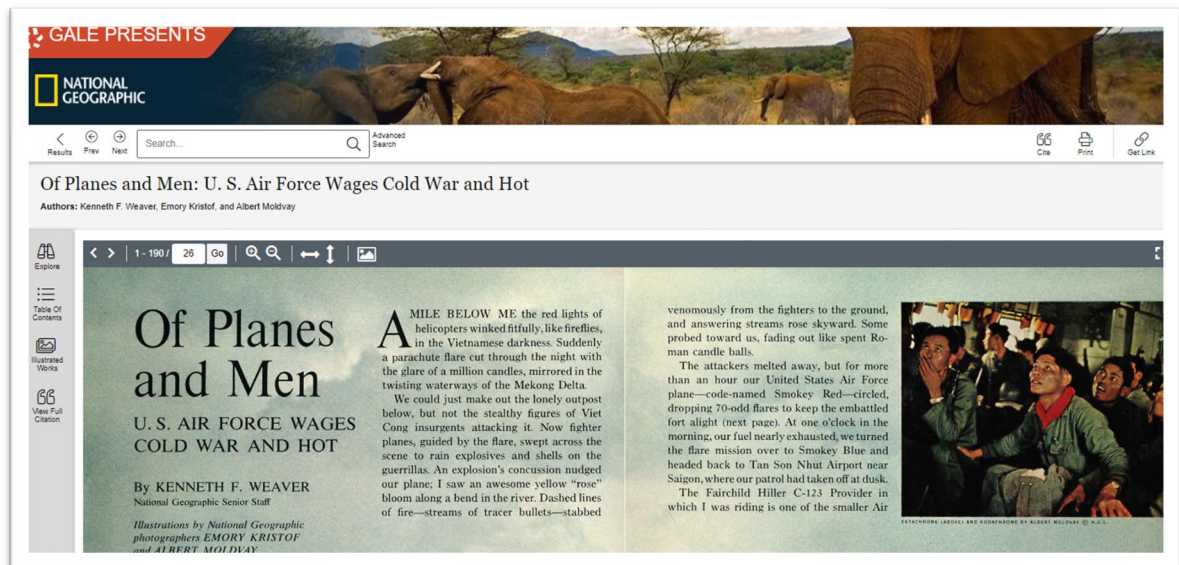 GALE PRESENTS
NATIONAL
GEOGRAPHIC
Results
Prev
Next
Search...
Advanced
Search
Cite
Print
Get Link
Of Planes and Men: U. S. Air Force Wages Cold War and Hot
Authors: Kenneth F. Weaver, Emory Kristof, and Albert Moldvay
Explore
Table Of
Contents
Illustrated
Works
View Full
Citation
1 - 190 / 26 Go
Of Planes
and Men
U. S. AIR FORCE WAGES
COLD WAR AND HOT
By KENNETH F. WEAVER
National Geographic Senior Staff
Illustrations by National Geographic
photographers EMORY KRISTOF
and ALBERT MOLDVAY
A MILE BELOW ME the red lights of
helicopters winked fitfully, like fireflies,
in the Vietnamese darkness. Suddenly
a parachute flare cut through the night with
the glare of a million candles, mirrored in the
twisting waterways of the Mekong Delta.
We could just make out the lonely outpost
below, but not the stealthy figures of Viet
Cong insurgents attacking it. Now fighter
planes, guided by the flare, swept across the
scene to rain explosives and shells on the
guerrillas. An explosion's concussion nudged
our plane; I saw an awesome yellow “rose”
bloom along a bend in the river. Dashed lines
of fire—streams of tracer bullets—stabbed
venomously from the fighters to the ground,
and answering streams rose skyward. Some
probed toward us, fading out like spent Ro-
man candle balls.
The attackers melted away, but for more
than an hour our United States Air Force
plane—code-named Smokey Red—circled,
dropping 70-odd flares to keep the embattled
fort alight (next page). At one o'clock in the
morning, our fuel nearly exhausted, we turned
the flare mission over to Smokey Blue and
headed back to Tan Son Nhut Airport near
Saigon, where our patrol had taken off at dusk.
The Fairchild Hiller C-123 Provider in
which I was riding is one of the smaller Air
EKTACHROME (ABOVE) AND KODACHROME BY ALBERT MOLDVAY © N.G.S.